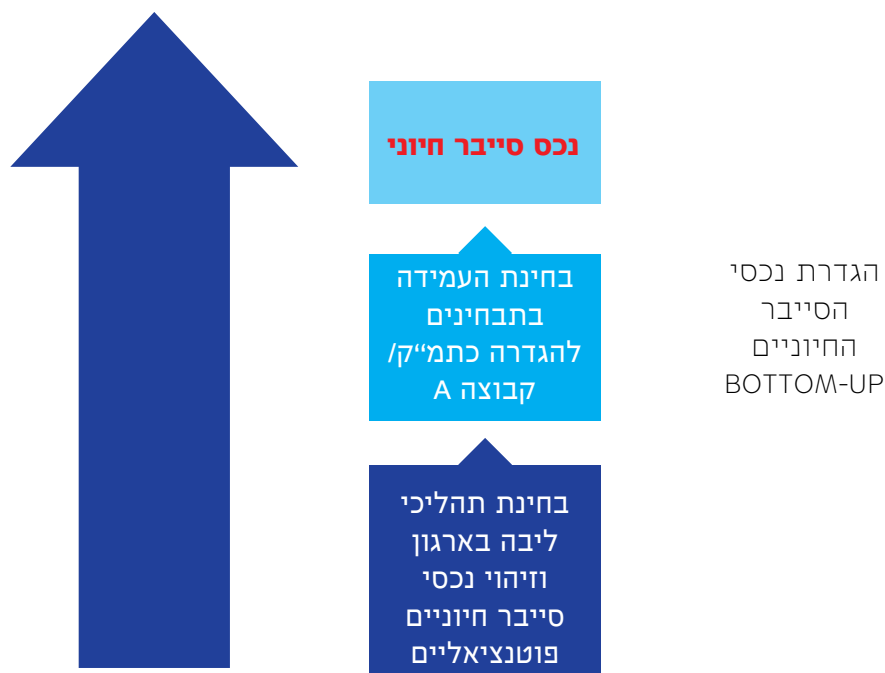 נכס סייבר חיוני
בחינת העמידה
בתבחינים
להגדרה כתמ“ק/
קבוצה A
בחינת תהליכי
ליבה בארגון
וזיהוי נכסי
סייבר חיוניים
פוטנציאליים
הגדרת נכסי
הסייבר
החיוניים
BOTTOM-UP